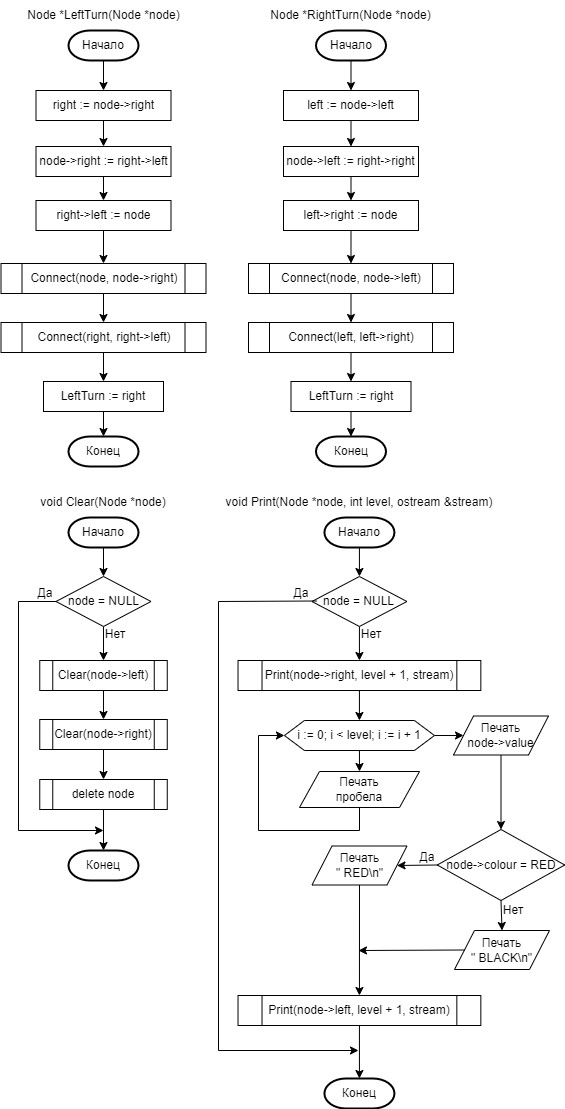 Node *LeftTurn(Node *node)
Начало
right := node->right
node->right := right->left
right->left := node
Connect(node, node->right)
Connect(right, right->left)
LeftTurn := right
Конец
Node *RightTurn(Node *node)
Начало
left := node->left
node->left := right->right
left->right := node
Connect(node, node->left)
Connect(left, left->right)
LeftTurn := right
Конец
void Clear(Node *node)
Начало
node = NULL
Да
Нет
Clear(node->left)
Clear(node->right)
delete node
Конец
void Print(Node *node, int level, ostream &stream)
Начало
node = NULL
Да
Нет
Print(node->right, level + 1, stream)
i := 0; i < level; i := i + 1
Печать
пробела
Печать
node->value
node->colour = RED
Да
Нет
Печать
" RED\n"
Печать
" BLACK\n"
Print(node->left, level + 1, stream)
Конец